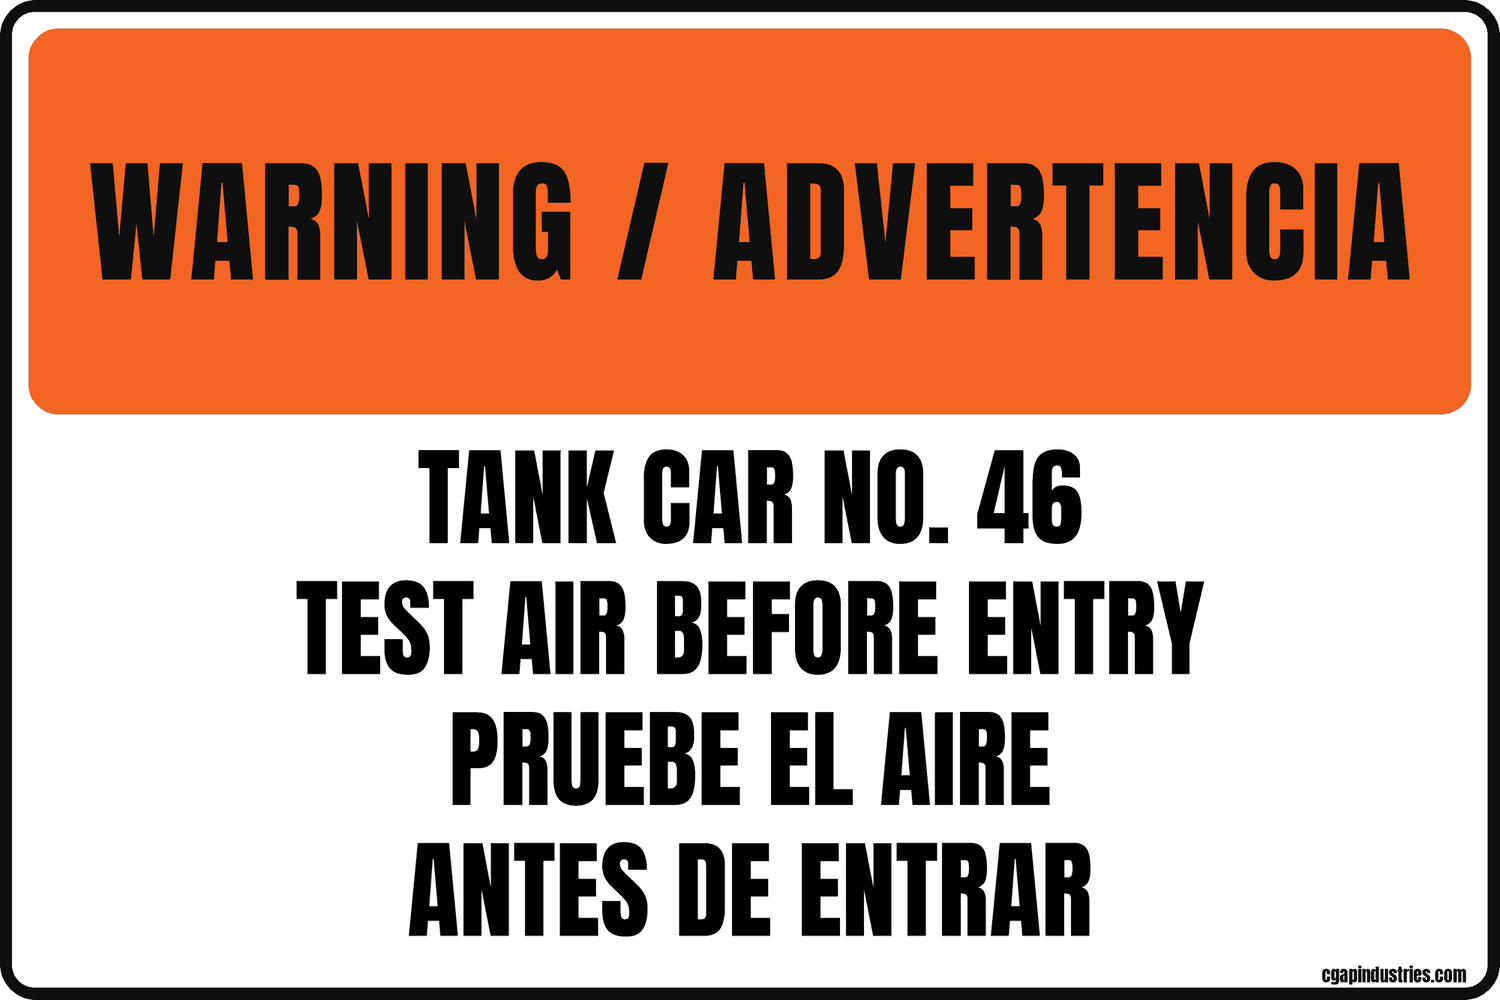 WARNING / ADVERTENCIA
TANK CAR NO. 46
TEST AIR BEFORE ENTRY
PRUEBE EL AIRE
ANTES DE ENTRAR
cgapindustries.com